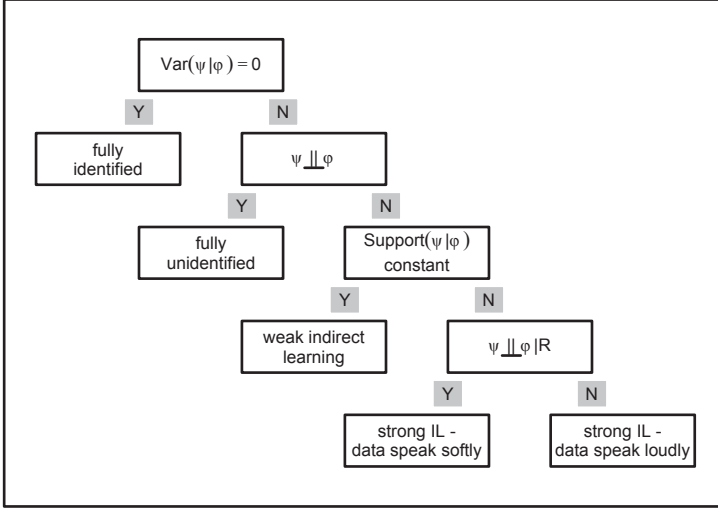 Var(ψ|φ) = 0
Y
N
fully
identified
ψ⫫φ
Y
N
fully
unidentified
Support(ψ|φ)
constant
Y
N
weak indirect
learning
ψ⫫φ|R
Y
N
strong IL -
data speak softly
strong IL -
data speak loudly